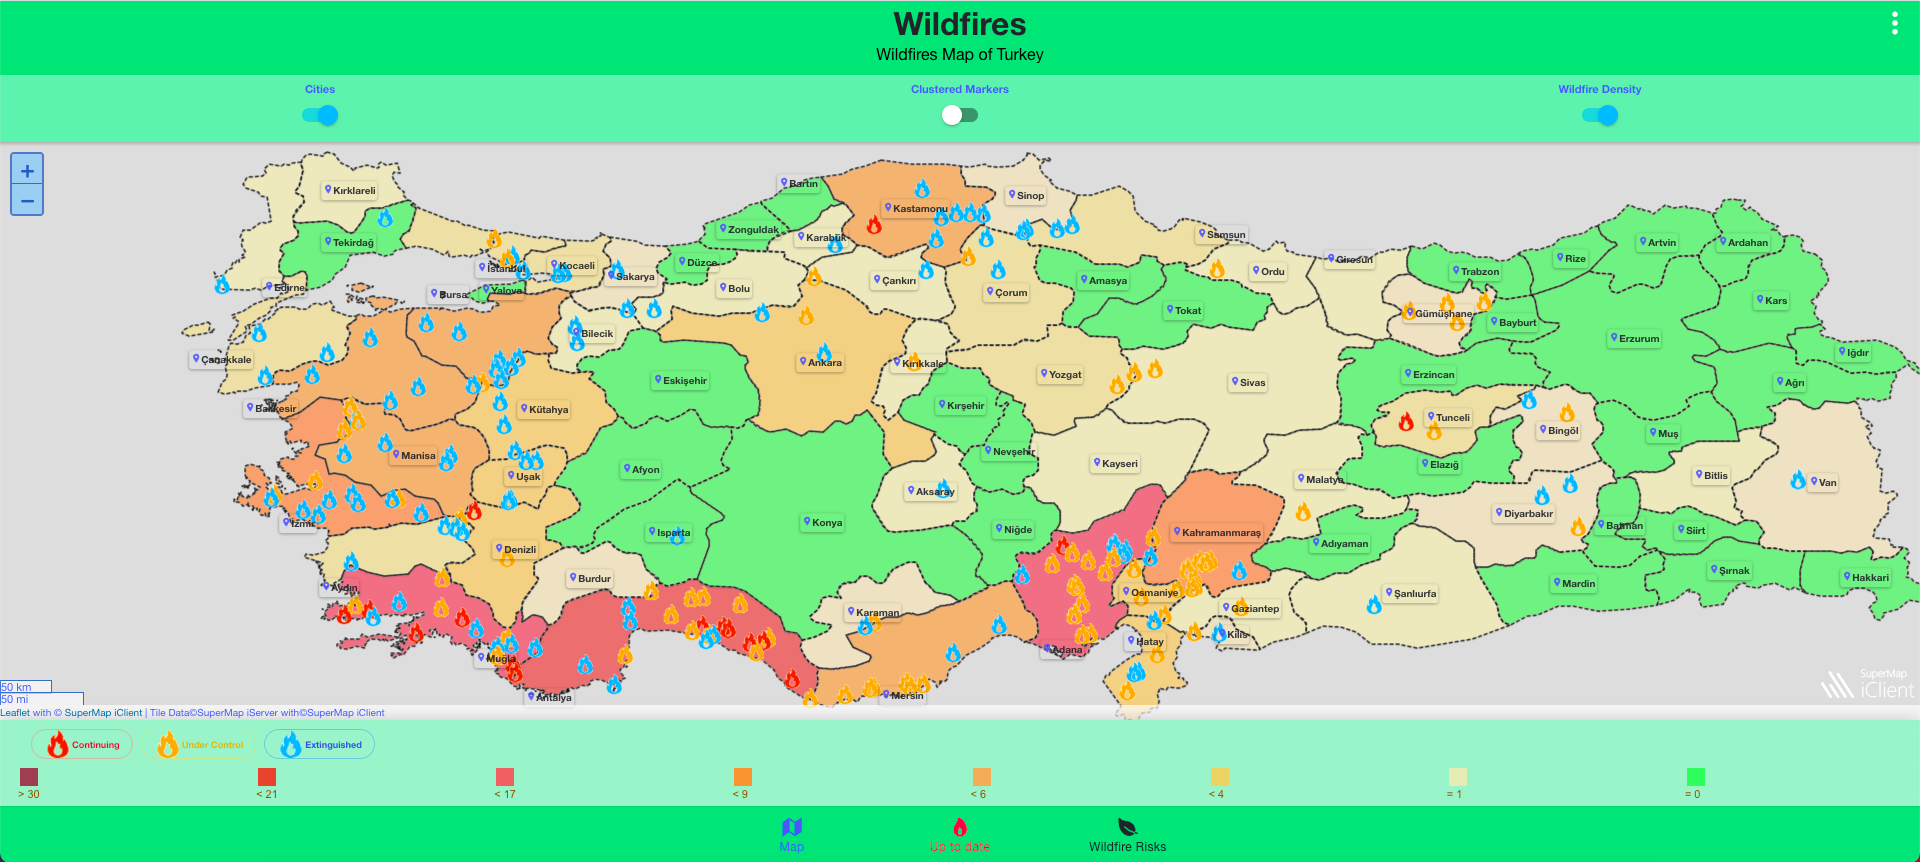 Wildfires
Wildfires Map of Turkey
Cities
Clustered Markers
Wildfire Density
+
−
Kırklareli
Tekirdağ
Edirne
İstanbul
Kocaeli
Sakarya
Yalova
Bursa
Çanakkale
Balıkesir
Bilecik
Düzce
Bolu
Zonguldak
Bartın
Karabük
Kastamonu
Sinop
Çankırı
Çorum
Samsun
Amasya
Tokat
Ordu
Giresun
Trabzon
Gümüşhane
Rize
Artvin
Ardahan
Kars
Bayburt
Erzurum
Iğdır
Ağrı
Eskişehir
Kütahya
Ankara
Kırıkkale
Yozgat
Sivas
Erzincan
Tunceli
Bingöl
Muş
Kırşehir
Manisa
Uşak
Afyon
Nevşehir
Kayseri
Malatya
Elazığ
Bitlis
Van
Aksaray
İzmir
Isparta
Konya
Niğde
Kahramanmaraş
Diyarbakır
Batman
Siirt
Adıyaman
Denizli
Aydın
Burdur
Osmaniye
Şanlıurfa
Mardin
Şırnak
Hakkari
Karaman
Gaziantep
Kilis
Hatay
Adana
Muğla
Antalya
Mersin
50 km
50 mi
SuperMap
iClient
Leaflet with © SuperMap iClient | Tile Data©SuperMap iServer with©SuperMap iClient
Continuing
Under Control
Extinguished
> 30
< 21
< 17
< 9
< 6
< 4
= 1
= 0
Map
Up to date
Wildfire Risks